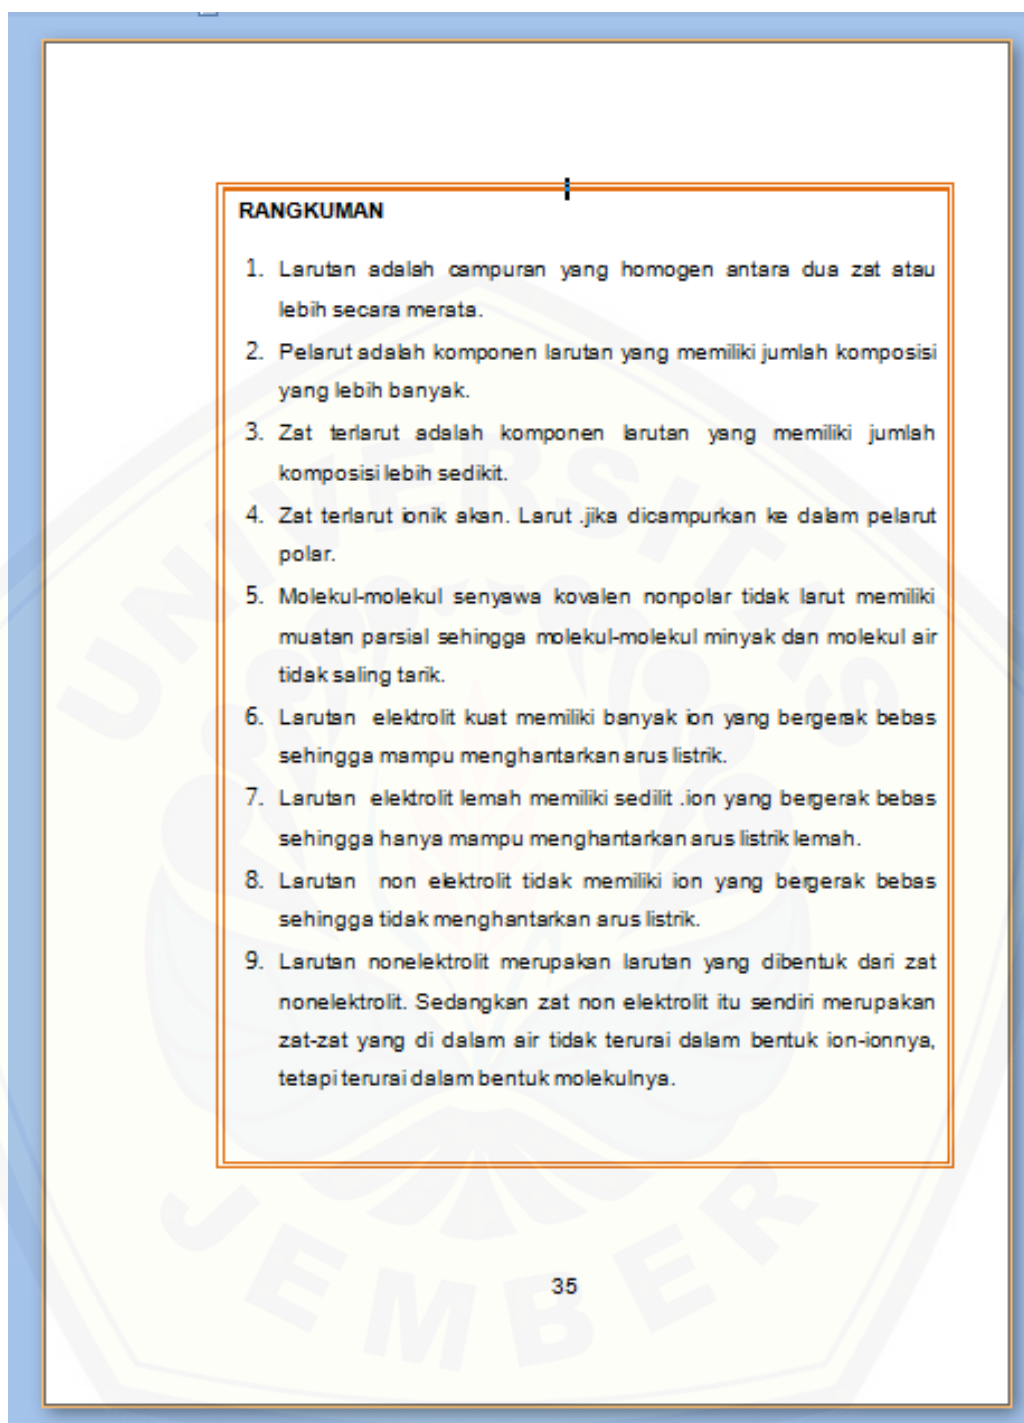 RANGKUMAN
1. Larutan adalah campuran yang homogen antara dua zat atau
lebih secara merata.
2. Pelarut adalah komponen larutan yang memiliki jumlah komposisi
yang lebih banyak.
3. Zat terlarut adalah komponen larutan yang memiliki jumlah
komposisi lebih sedikit.
4. Zat terlarut ionik akan. Larut .jika dicampurkan ke dalam pelarut
polar.
5. Molekul-molekul senyawa kovalen nonpolar tidak larut memiliki
muatan parsial sehingga molekul-molekul minyak dan molekul air
tidak saling tarik.
6. Larutan elektrolit kuat memiliki banyak ion yang bergerak bebas
sehingga mampu menghantarkan arus listrik.
7. Larutan elektrolit lemah memiliki sedilit .ion yang bergerak bebas
sehingga hanya mampu menghantarkan arus listrik lemah.
8. Larutan non elektrolit tidak memiliki ion yang bergerak bebas
sehingga tidak menghantarkan arus listrik.
9. Larutan nonelektrolit merupakan larutan yang dibentuk dari zat
nonelektrolit. Sedangkan zat non elektrolit itu sendiri merupakan
zat-zat yang di dalam air tidak terurai dalam bentuk ion-ionnya,
tetapi terurai dalam bentuk molekulnya.
35
UNIVERSITAS
JEMBER